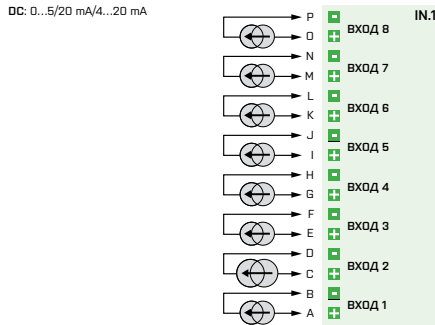 DC: 0...5/20 mA/4...20 mA
IN.1
P
ВХОД 8
O
N
ВХОД 7
M
L
ВХОД 6
K
J
ВХОД 5
I
H
ВХОД 4
G
F
ВХОД 3
E
D
ВХОД 2
C
B
ВХОД 1
A